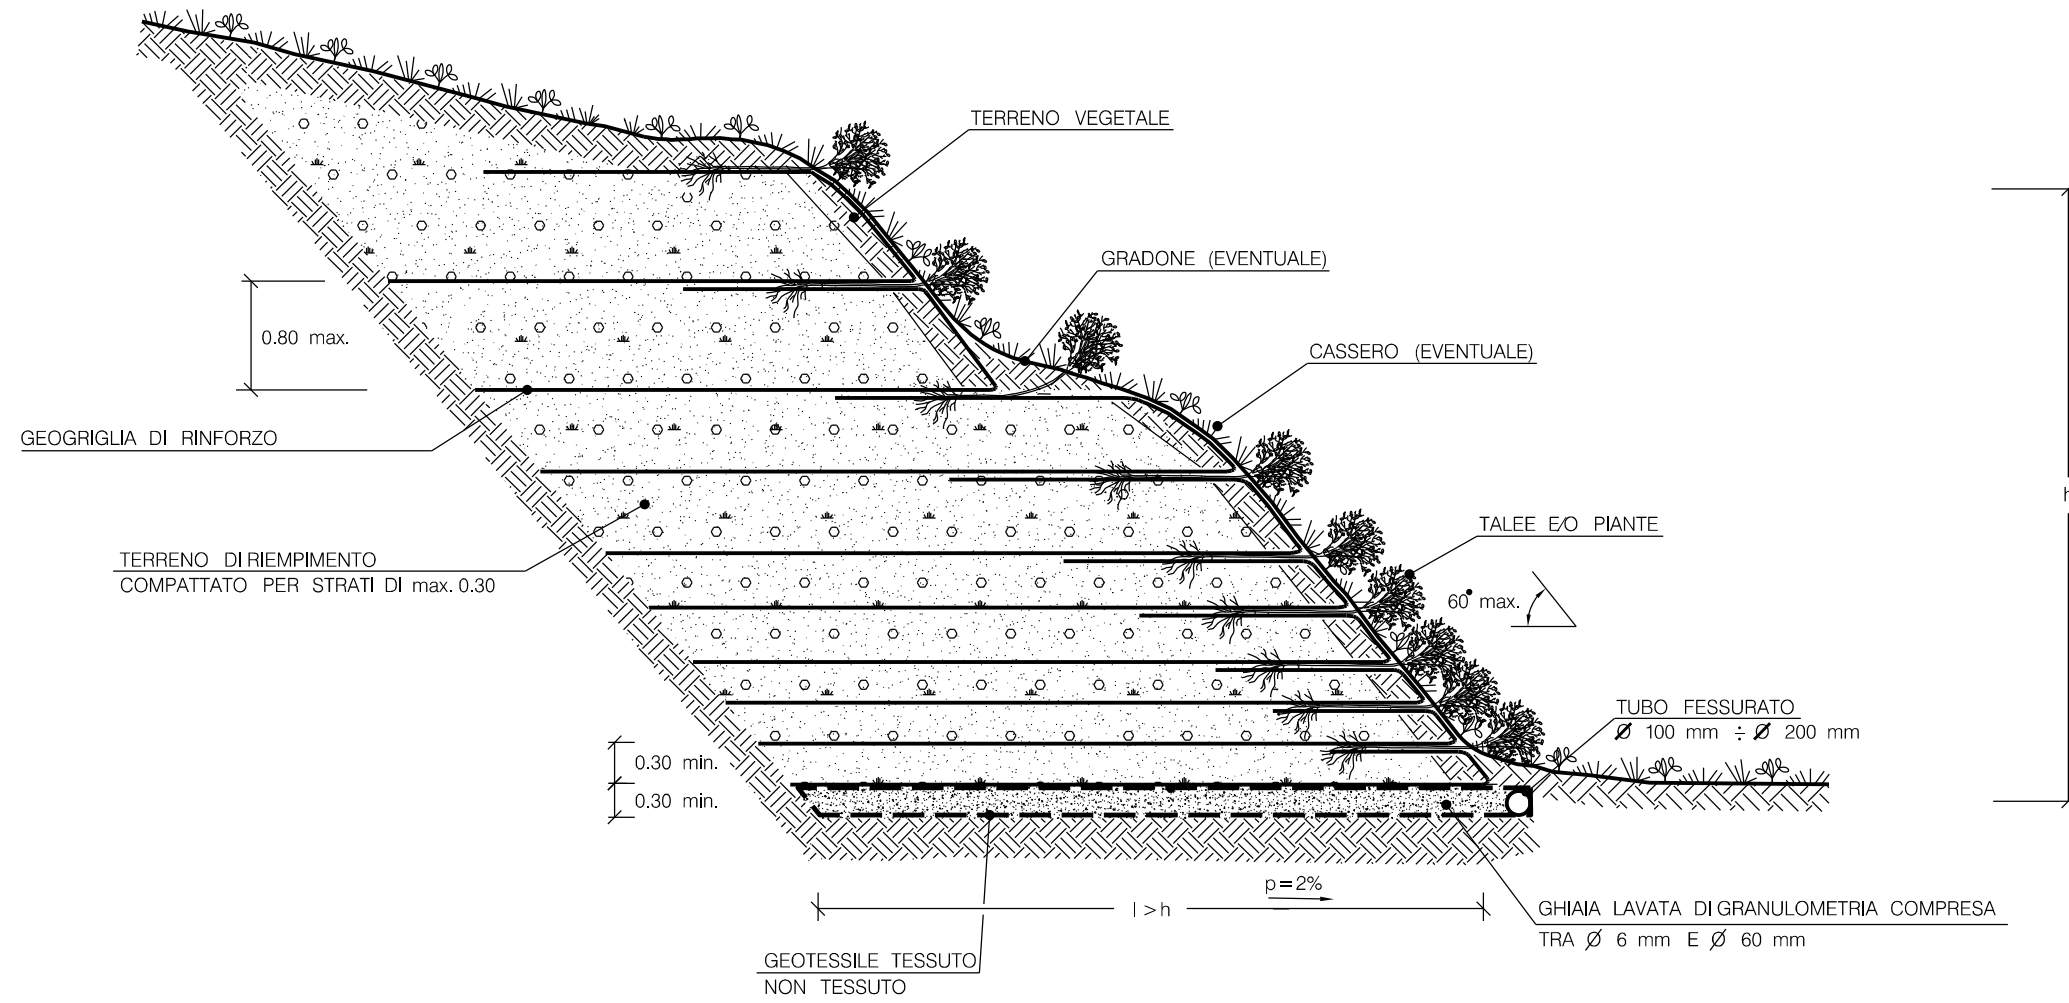 TERRENO VEGETALE
GRADONE (EVENTUALE)
0.80 max.
CASSERO (EVENTUALE)
GEOGRIGLIA DI RINFORZO
h
TALEE E/O PIANTE
TERRENO DI RIEMPIMENTO
COMPATTATO PER STRATI DI max. 0.30
60° max.
TUBO FESSURATO
Ø 100 mm ÷ Ø 200 mm
0.30 min.
0.30 min.
p=2%
l > h
GHIAIA LAVATA DI GRANULOMETRIA COMPRESA
TRA Ø 6 mm E Ø 60 mm
GEOTESSILE TESSUTO
NON TESSUTO